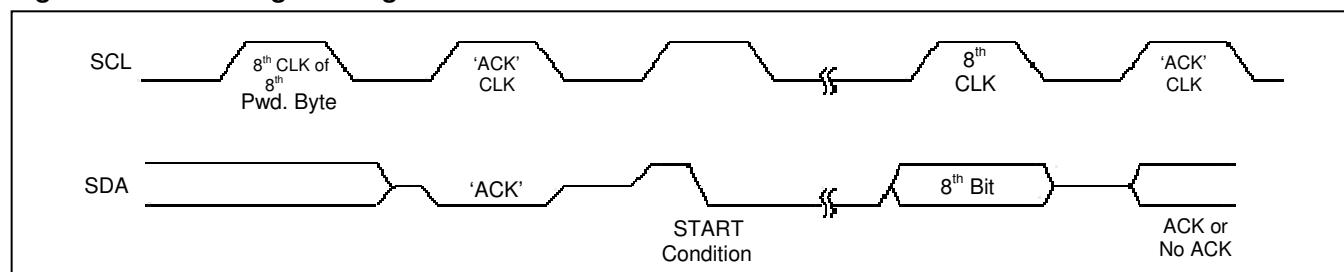 SCL
8th CLK of
8th
Pwd. Byte
'ACK'
CLK
8th
CLK
'ACK'
CLK
SDA
'ACK'
START
Condition
8th Bit
ACK or
No ACK